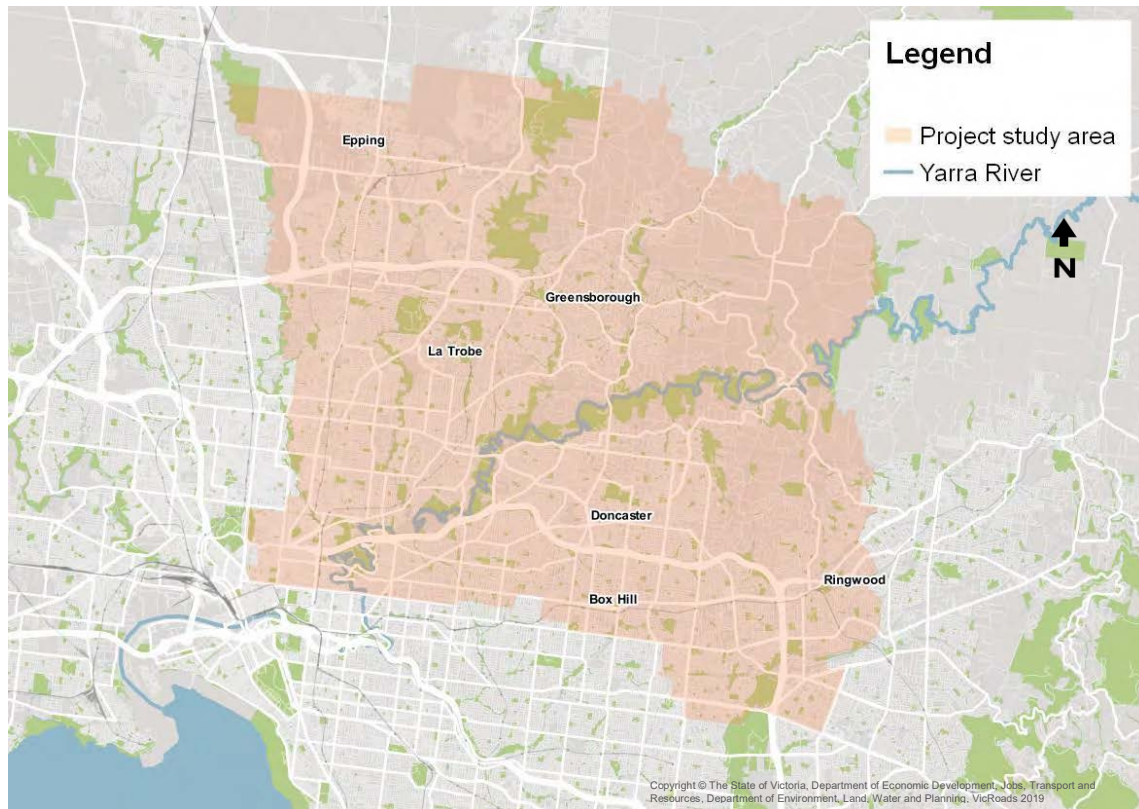 Legend
Project study area
Yarra River
N
Epping
Greensborough
La Trobe
Doncaster
Ringwood
Box Hill
Copyright © The State of Victoria, Department of Economic Development, Jobs, Transport and
Resources, Department of Environment, Land, Water and Planning, VicRoads 2019